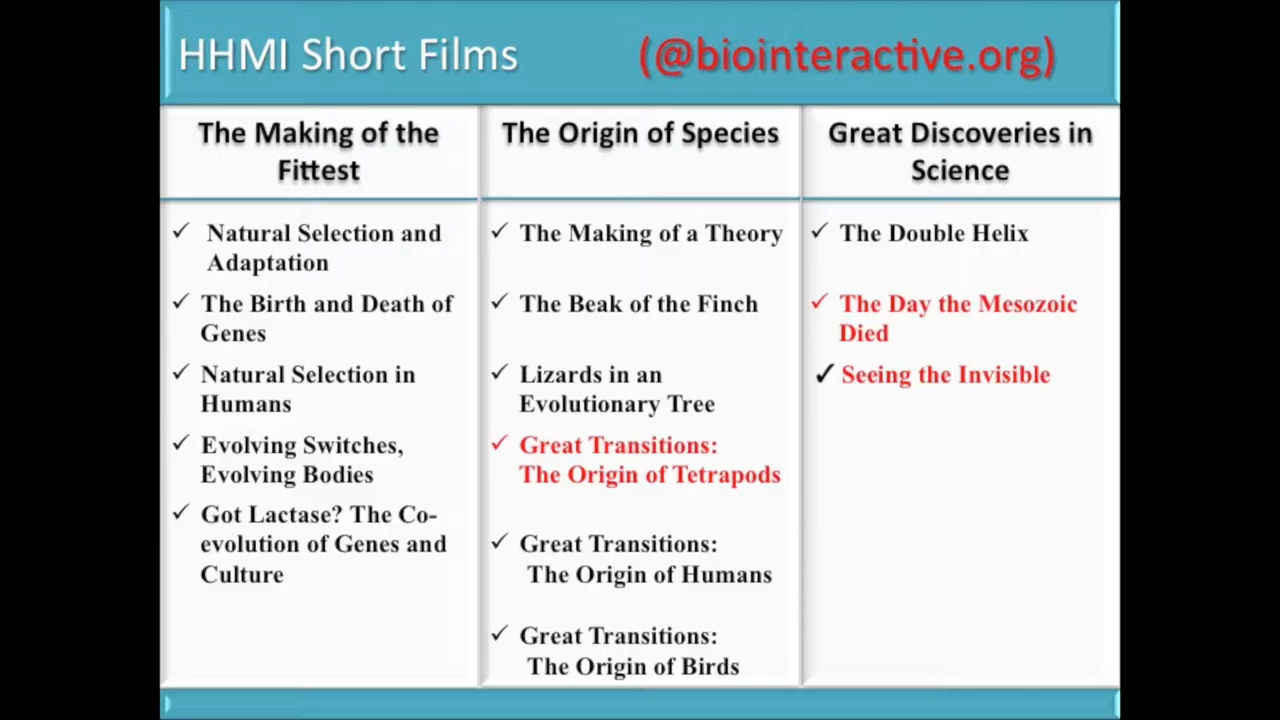 HHMI Short Films (@biointeractive.org)
The Making of the
Fittest
✓ Natural Selection and
Adaptation
✓ The Birth and Death of
Genes
✓ Natural Selection in
Humans
✓ Evolving Switches,
Evolving Bodies
✓ Got Lactase? The Co-
evolution of Genes and
Culture
The Origin of Species
✓ The Making of a Theory
✓ The Beak of the Finch
✓ Lizards in an
Evolutionary Tree
✓ Great Transitions:
The Origin of Tetrapods
✓ Great Transitions:
The Origin of Humans
✓ Great Transitions:
The Origin of Birds
Great Discoveries in
Science
✓ The Double Helix
✓ The Day the Mesozoic
Died
✓ Seeing the Invisible